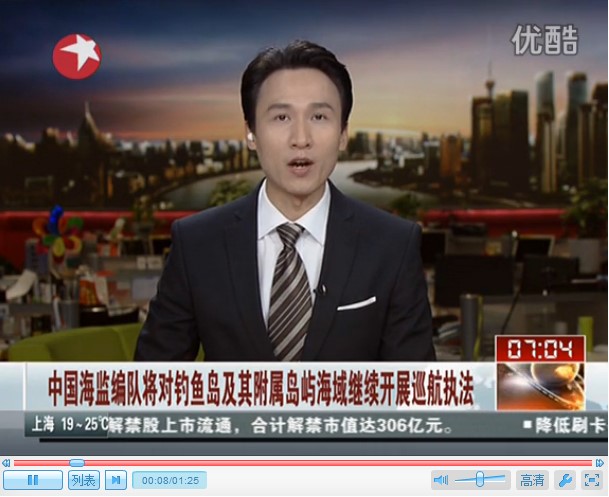 优酷
07:04
中国海监编队将对钓鱼岛及其附属岛屿海域继续开展巡航执法
上海 19~25℃ 解禁股上市流通，合计解禁市值达306亿元。 ■降低刷卡
列表 00:08/01:25 高清